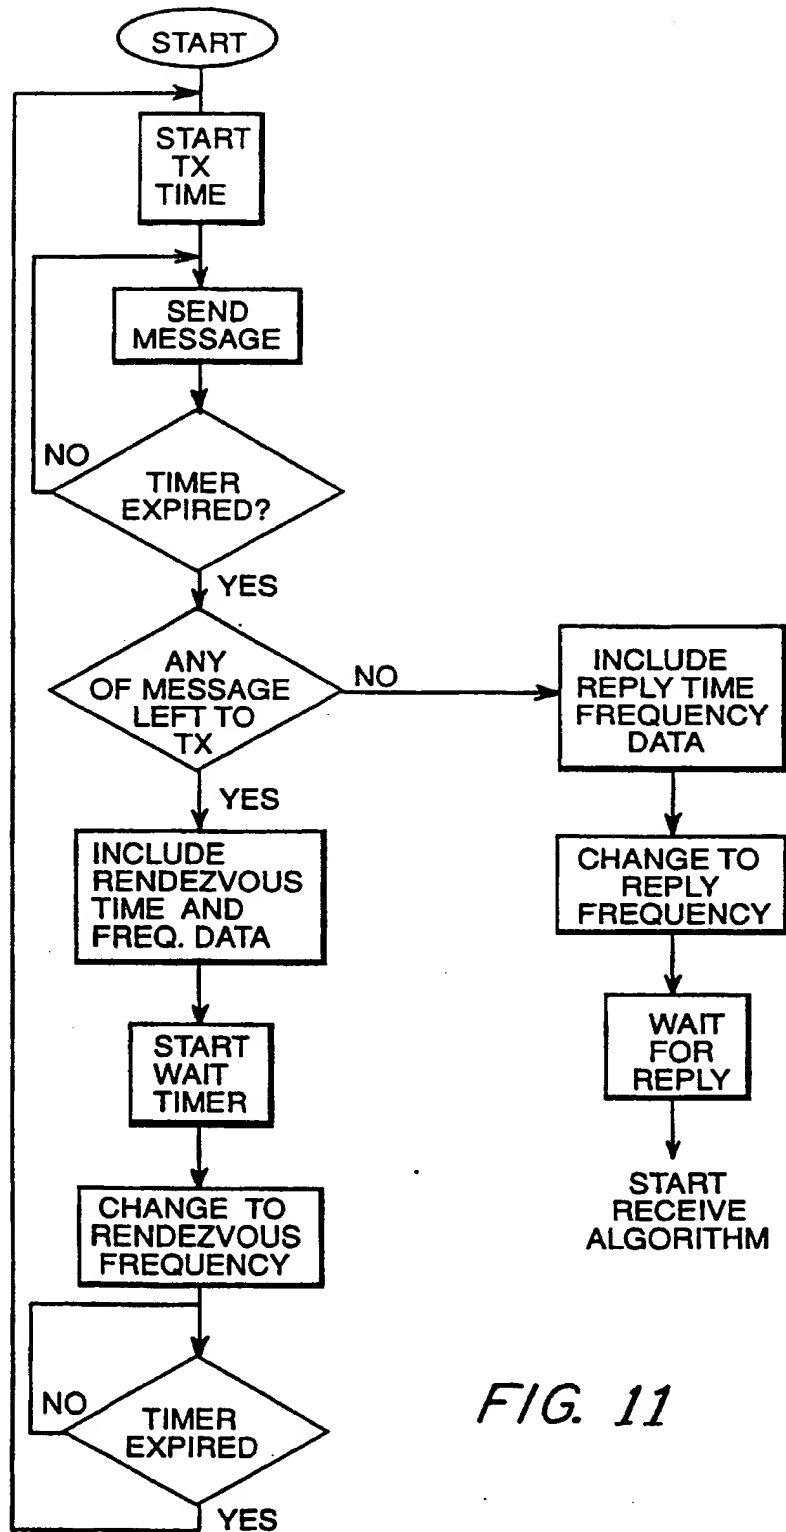 START
START
TX
TIME
SEND
MESSAGE
NO
TIMER
EXPIRED?
YES
ANY
OF MESSAGE
LEFT TO
TX
NO
YES
INCLUDE
REPLY TIME
FREQUENCY
DATA
CHANGE TO
REPLY
FREQUENCY
WAIT
FOR
REPLY
START
RECEIVE
ALGORITHM
INCLUDE
RENDEZVOUS
TIME AND
FREQ. DATA
START
WAIT
TIMER
CHANGE TO
RENDEZVOUS
FREQUENCY
NO
TIMER
EXPIRED
YES
FIG. 11